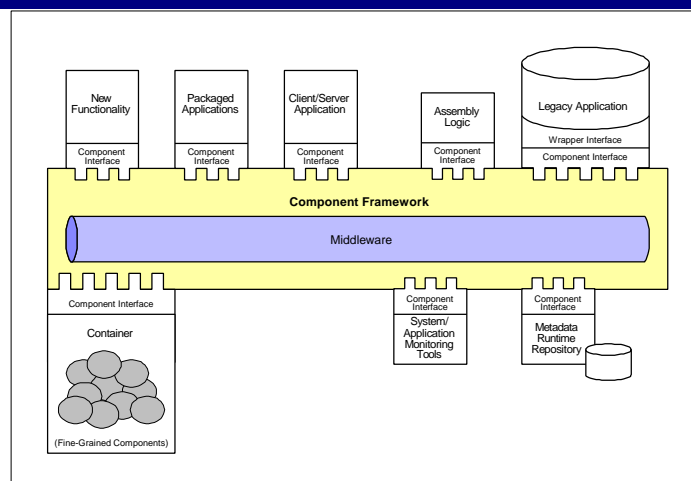 New
Functionality
Component
Interface
Packaged
Applications
Component
Interface
Client/Server
Application
Component
Interface
Assembly
Logic
Component
Interface
Legacy Application
Wrapper Interface
Component Interface
Component Framework
Middleware
Component Interface
Container
(Fine-Grained Components)
Component
Interface
System/
Application
Monitoring
Tools
Component
Interface
Metadata
Runtime
Repository